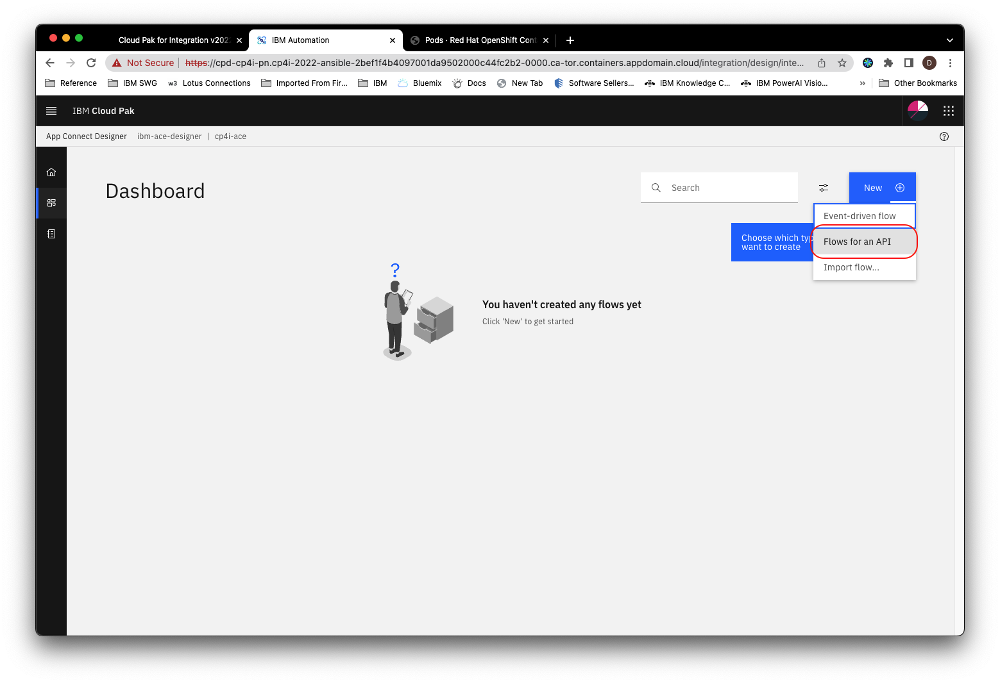 Cloud Pak for Integration v202
IBM Automation
Pods · Red Hat OpenShift Cont
Not Secure
https://cpd-cp4i-pn.cp4i-2022-ansible-2bef1f4b4097001da9502000c44fc2b2-0000.ca-tor.containers.appdomain.cloud/integration/design/inte...
D
Reference
IBM SWG
w3 Lotus Connections
Imported From Fir...
IBM
Bluemix
Docs
New Tab
Software Sellers...
IBM Knowledge C...
IBM PowerAI Visio...
»
Other Bookmarks
IBM Cloud Pak
App Connect Designer ibm-ace-designer | cp4i-ace
Dashboard
Search
New
Event-driven flow
Flows for an API
Import flow...
Choose which typ
want to create
?
You haven't created any flows yet
Click 'New' to get started